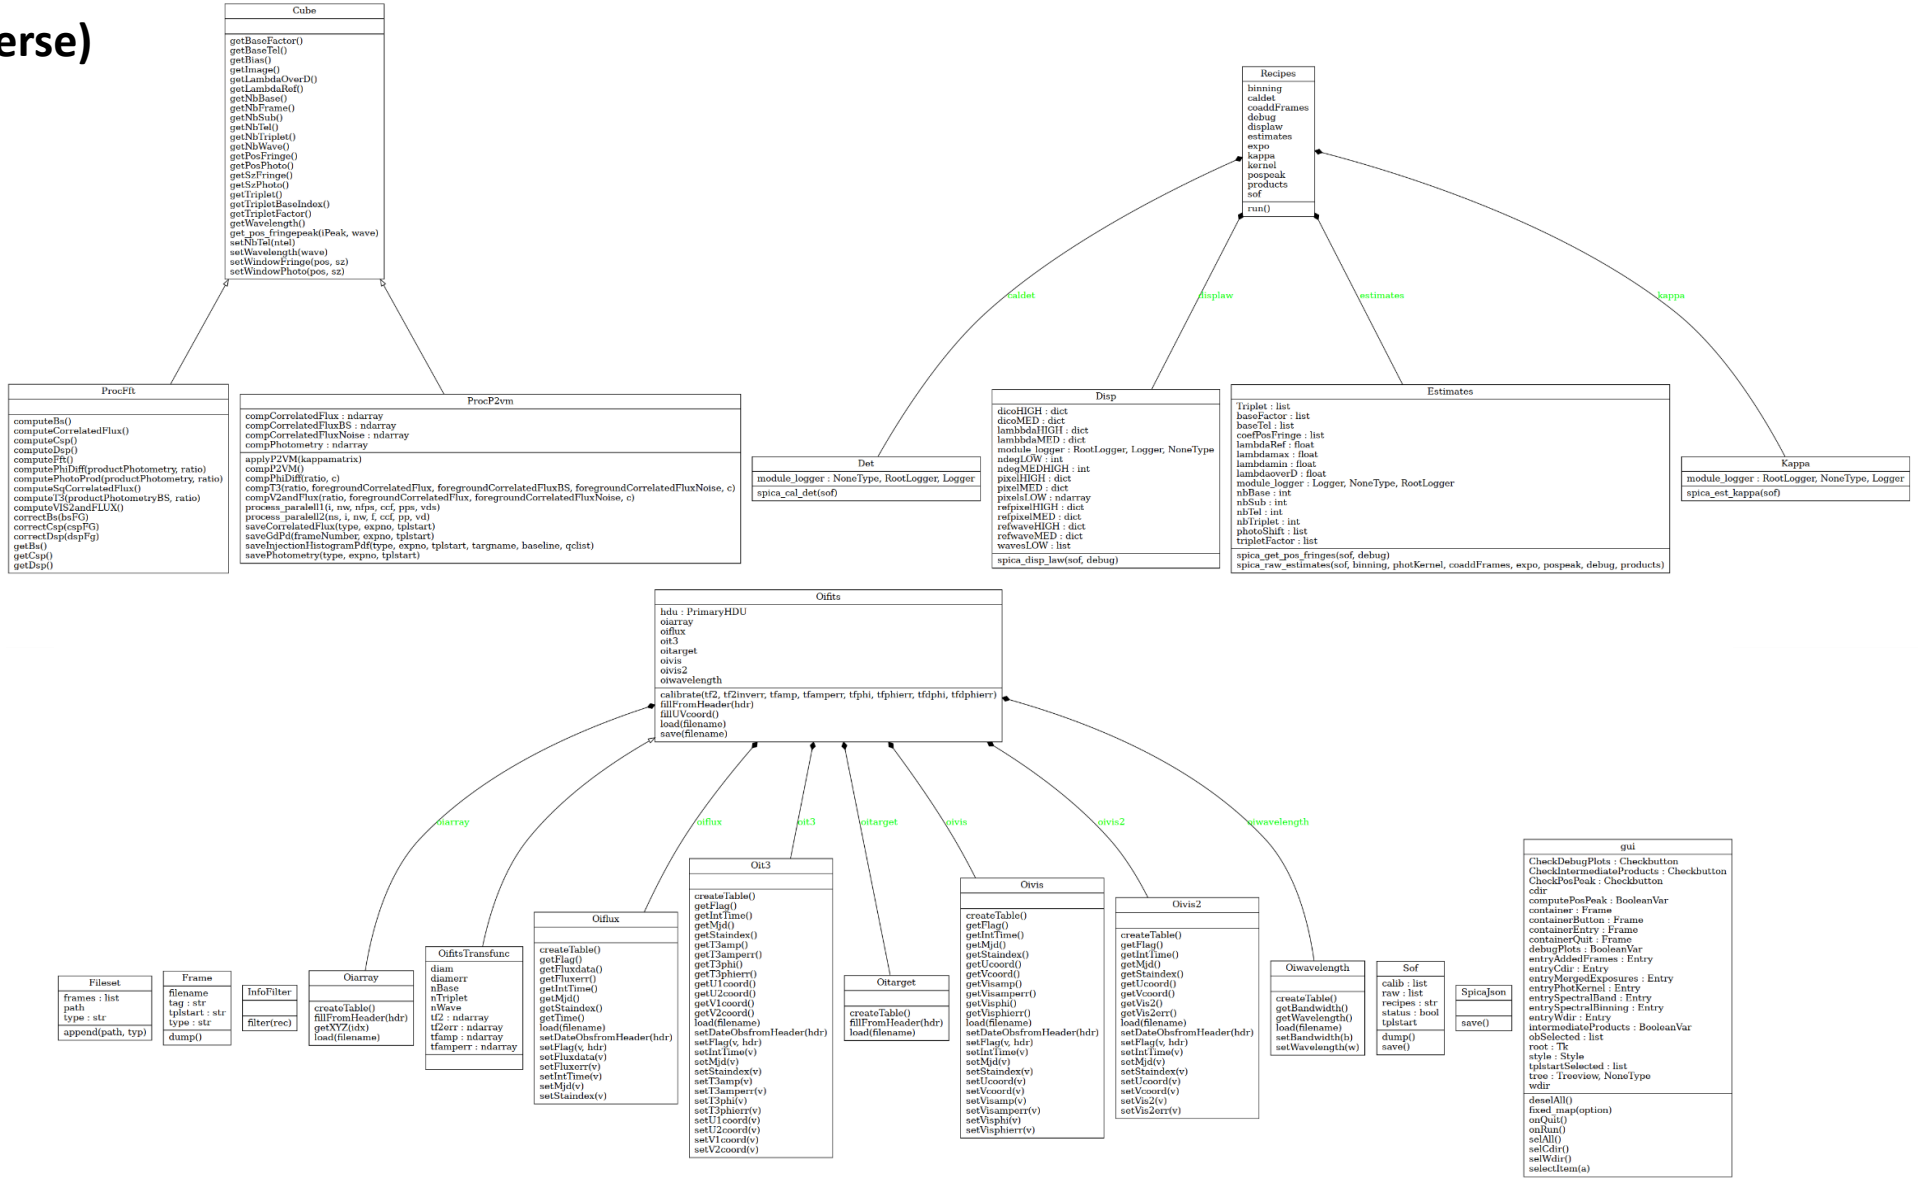 erse)
Cube
getBaseFactor()
getBaseTel()
getBias()
getImage()
getLambdaOverD()
getLambdaRef()
getNbBase()
getNbFrame()
getNbSub()
getNbTel()
getNbTriplet()
getNbWave()
getPosFringe()
getPosPhoto()
getSzFringe()
getSzPhoto()
getTriplet()
getTripletBaseIndex()
getTripletFactor()
getWavelength()
get_pos_fringepeak(iPeak, wave)
setNbTel(ntel)
setWavelength(wave)
setWindowFringe(pos, sz)
setWindowPhoto(pos, sz)
Recipes
binning
caldet
coaddFrames
debug
displaw
estimates
expo
kappa
kernel
pospeak
products
sof
run()
caldet
displaw
estimates
kappa
ProcFft
computeBs()
computeCorrelatedFlux()
computeCsp()
computeDsp()
computeFft()
computePhiDiff(productPhotometry, ratio)
computePhotoProd(productPhotometry, ratio)
computeSqCorrelatedFlux()
computeT3(productPhotometryBS, ratio)
computeVIS2andFLUX()
correctBs(bsFG)
correctCsp(cspFG)
correctDsp(dspFg)
getBs()
getCsp()
getDsp()
ProcP2vm
compCorrelatedFlux : ndarray
compCorrelatedFluxBS : ndarray
compCorrelatedFluxNoise : ndarray
compPhotometry : ndarray
applyP2VM(kappamatrix)
compP2VM()
compPhiDiff(ratio, c)
compT3(ratio, foregroundCorrelatedFlux, foregroundCorrelatedFluxBS, foregroundCorrelatedFluxNoise, c)
compV2andFlux(ratio, foregroundCorrelatedFlux, foregroundCorrelatedFluxNoise, c)
process_paralell1(i, nw, nfps, ccf, pps, vds)
process_paralell2(ns, i, nw, f, ccf, pp, vd)
saveCorrelatedFlux(type, expno, tplstart)
saveGdPd(frameNumber, expno, tplstart)
saveInjectionHistogramPdf(type, expno, tplstart, targname, baseline, qclist)
savePhotometry(type, expno, tplstart)
Det
module_logger : NoneType, RootLogger, Logger
spica_cal_det(sof)
Disp
dicoHIGH : dict
dicoMED : dict
lambbdaHIGH : dict
lambbdaMED : dict
module_logger : RootLogger, Logger, NoneType
ndegLOW : int
ndegMEDHIGH : int
pixelHIGH : dict
pixelMED : dict
pixelsLOW : ndarray
refpixelHIGH : dict
refpixelMED : dict
refwaveHIGH : dict
refwaveMED : dict
wavesLOW : list
spica_disp_law(sof, debug)
Estimates
Triplet : list
baseFactor : list
baseTel : list
coefPosFringe : list
lambdaRef : float
lambdamax : float
lambdamin : float
lambdaoverD : float
module_logger : Logger, NoneType, RootLogger
nbBase : int
nbSub : int
nbTel : int
nbTriplet : int
photoShift : list
tripletFactor : list
spica_get_pos_fringes(sof, debug)
spica_raw_estimates(sof, binning, photKernel, coaddFrames, expo, pospeak, debug, products)
Kappa
module_logger : RootLogger, NoneType, Logger
spica_est_kappa(sof)
Oifits
hdu : PrimaryHDU
oiarray
oiflux
oit3
oitarget
oivis
oivis2
oiwavelength
calibrate(tf2, tf2inverr, tfamp, tfamperr, tfphi, tfphierr, tfdphi, tfdphierr)
fillFromHeader(hdr)
fillUVcoord()
load(filename)
save(filename)
oiarray
oiflux
oit3
oitarget
oivis
oivis2
oiwavelength
Fileset
frames : list
path
type : str
append(path, typ)
Frame
filename
tag : str
tplstart : str
type : str
dump()
InfoFilter
filter(rec)
Oiarray
createTable()
fillFromHeader(hdr)
getXYZ(idx)
load(filename)
OifitsTransfunc
diam
diamerr
nBase
nTriplet
nWave
tf2 : ndarray
tf2err : ndarray
tfamp : ndarray
tfamperr : ndarray
Oiflux
createTable()
getFlag()
getFluxdata()
getFluxerr()
getIntTime()
getMjd()
getStaindex()
getTime()
load(filename)
setDateObsfromHeader(hdr)
setFlag(v, hdr)
setFluxdata(v)
setFluxerr(v)
setIntTime(v)
setMjd(v)
setStaindex(v)
Oit3
createTable()
getFlag()
getIntTime()
getMjd()
getStaindex()
getT3amp()
getT3amperr()
getT3phi()
getT3phierr()
getU1coord()
getU2coord()
getV1coord()
getV2coord()
load(filename)
setDateObsfromHeader(hdr)
setFlag(v, hdr)
setIntTime(v)
setMjd(v)
setStaindex(v)
setT3amp(v)
setT3amperr(v)
setT3phi(v)
setT3phierr(v)
setU1coord(v)
setU2coord(v)
setV1coord(v)
setV2coord(v)
Oitarget
createTable()
fillFromHeader(hdr)
load(filename)
Oivis
createTable()
getFlag()
getIntTime()
getMjd()
getStaindex()
getUcoord()
getVcoord()
getVisamp()
getVisamperr()
getVisphi()
getVisphierr()
load(filename)
setDateObsfromHeader(hdr)
setFlag(v, hdr)
setIntTime(v)
setMjd(v)
setStaindex(v)
setUcoord(v)
setVcoord(v)
setVisamp(v)
setVisamperr(v)
setVisphi(v)
setVisphierr(v)
Oivis2
createTable()
getFlag()
getIntTime()
getMjd()
getStaindex()
getUcoord()
getVcoord()
getVis2()
getVis2err()
load(filename)
setDateObsfromHeader(hdr)
setFlag(v, hdr)
setIntTime(v)
setMjd(v)
setStaindex(v)
setUcoord(v)
setVcoord(v)
setVis2(v)
setVis2err(v)
Oiwavelength
createTable()
getBandwidth()
getWavelength()
load(filename)
setBandwidth(b)
setWavelength(w)
Sof
calib : list
raw : list
recipes : str
status : bool
tplstart
dump()
save()
SpicaJson
save()
gui
CheckDebugPlots : Checkbutton
CheckIntermediateProducts : Checkbutton
CheckPosPeak : Checkbutton
cdir
computePosPeak : BooleanVar
container : Frame
containerButton : Frame
containerEntry : Frame
containerQuit : Frame
debugPlots : BooleanVar
entryAddedFrames : Entry
entryCdir : Entry
entryMergedExposures : Entry
entryPhotKernel : Entry
entrySpectralBand : Entry
entrySpectralBinning : Entry
entryWdir : Entry
intermediateProducts : BooleanVar
obSelected : list
root : Tk
style : Style
tplstartSelected : list
tree : Treeview, NoneType
wdir
deselAll()
fixed_map(option)
onQuit()
onRun()
selAll()
selCdir()
selWdir()
selectItem(a)